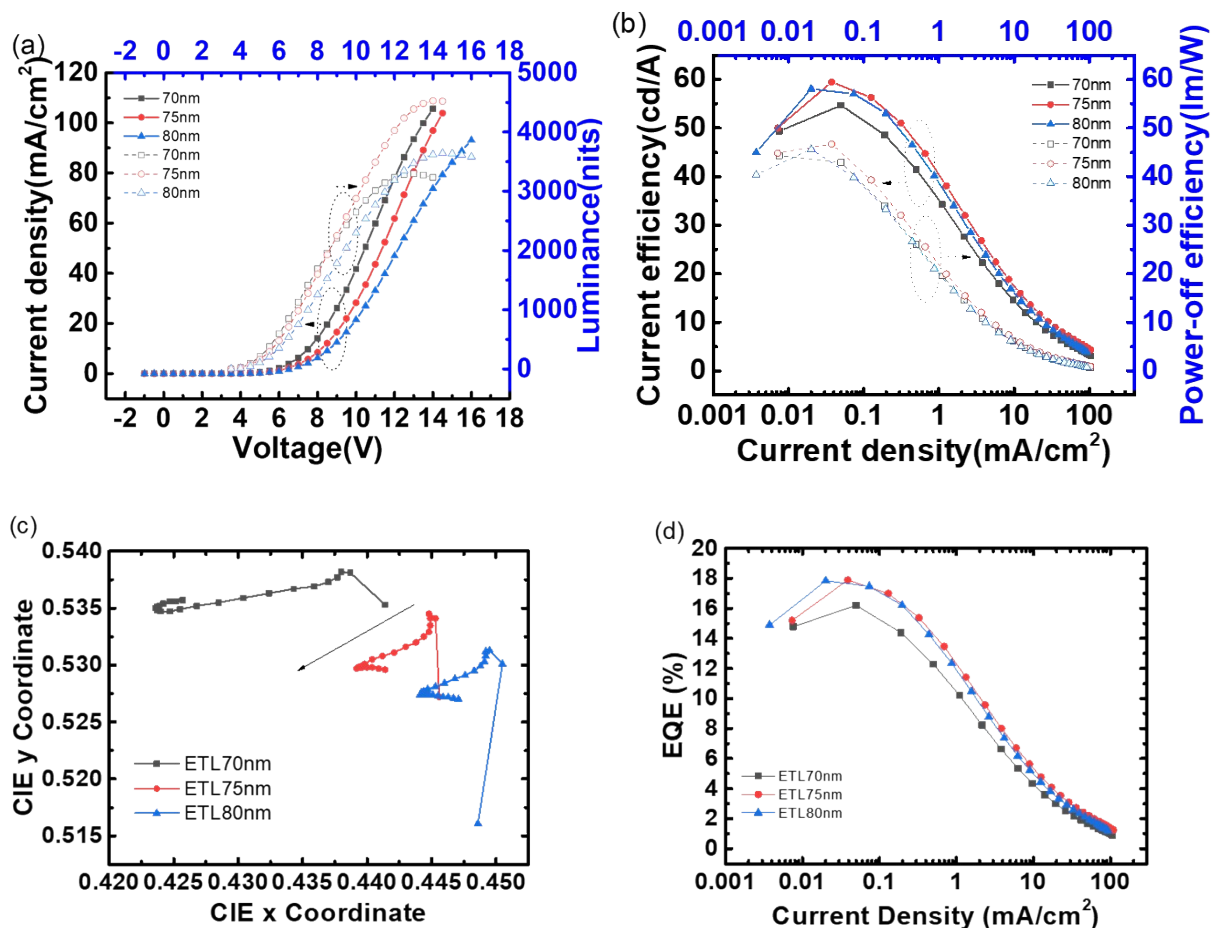 (a)
-2 0 2 4 6 8 10 12 14 16 18
Current density(mA/cm²)
120
100
80
60
40
20
0
70nm
75nm
80nm
70nm
75nm
80nm
5000
4000
3000
2000
1000
0
Luminance(nits)
-2 0 2 4 6 8 10 12 14 16 18
Voltage(V)
(b)
0.001 0.01 0.1 1 10 100
Current efficiency(cd/A)
60
50
40
30
20
10
0
70nm
75nm
80nm
70nm
75nm
80nm
60
50
40
30
20
10
0
Power-off efficiency(lm/W)
0.001 0.01 0.1 1 10 100
Current density(mA/cm²)
(c)
CIE y Coordinate
0.540
0.535
0.530
0.525
0.520
0.515
ETL70nm
ETL75nm
ETL80nm
0.420 0.425 0.430 0.435 0.440 0.445 0.450
CIE x Coordinate
(d)
EQE (%)
20
18
16
14
12
10
8
6
4
2
0
ETL70nm
ETL75nm
ETL80nm
0.001 0.01 0.1 1 10 100
Current Density (mA/cm²)